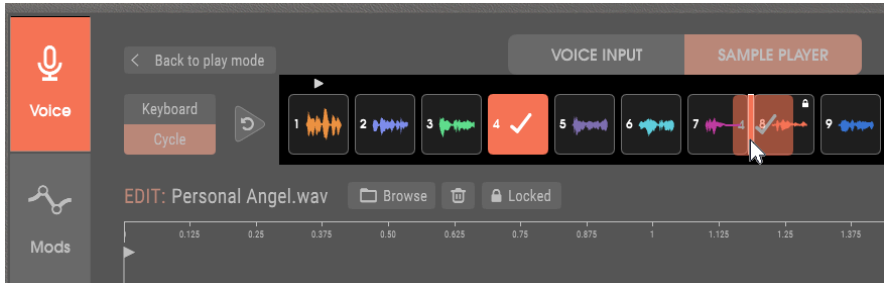 Voice
Mods
Back to play mode
VOICE INPUT
SAMPLE PLAYER
Keyboard
Cycle
1 2 3 4 5 6 7 4 8 9
EDIT: Personal Angel.wav
Browse
Locked
0.125 0.25 0.375 0.50 0.625 0.75 0.875 1 1.125 1.25 1.375